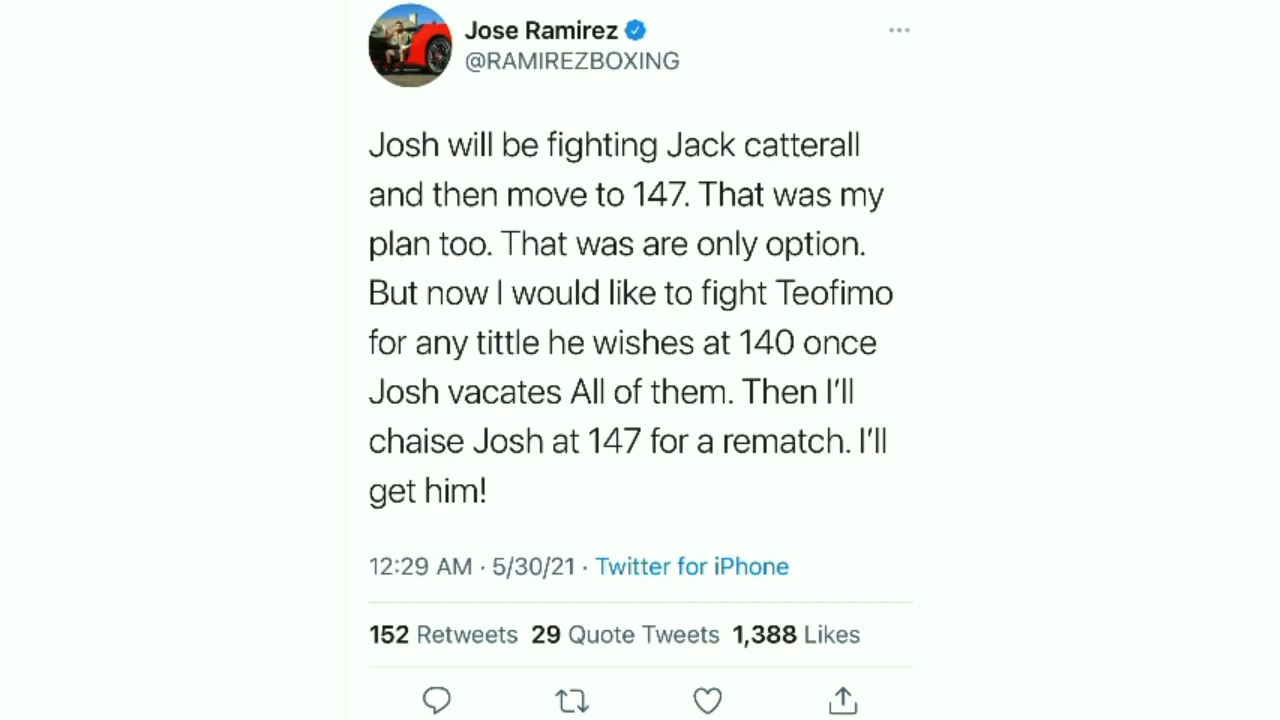 Jose Ramirez
@RAMIREZBOXING
Josh will be fighting Jack catterall
and then move to 147. That was my
plan too. That was are only option.
But now I would like to fight Teofimo
for any tittle he wishes at 140 once
Josh vacates All of them. Then I'll
chaise Josh at 147 for a rematch. I'll
get him!
12:29 AM · 5/30/21 · Twitter for iPhone
152 Retweets 29 Quote Tweets 1,388 Likes